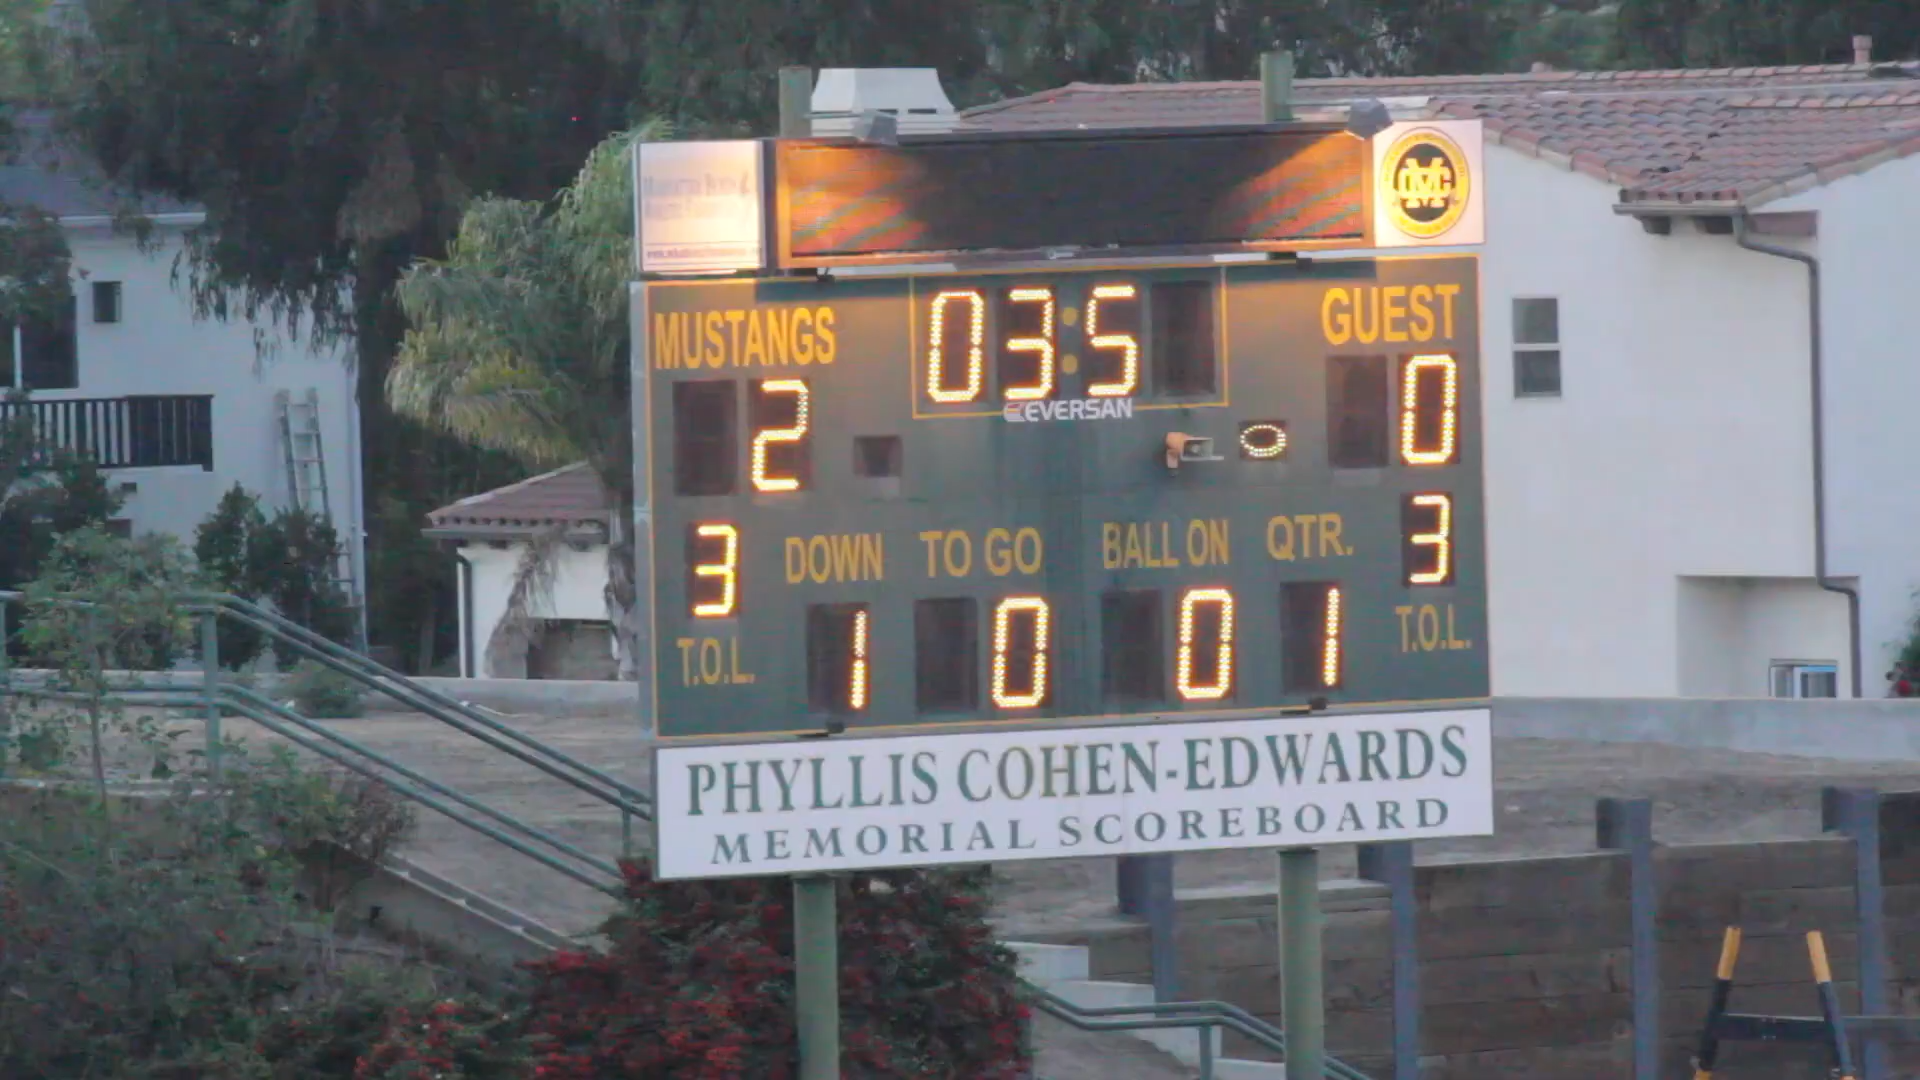 MC
MUSTANGS
03:5
GUEST
2
EVERSAN
0
3
DOWN TO GO BALL ON QTR.
3
T.O.L.
1 0 0 1
T.O.L.
PHYLLIS COHEN-EDWARDS
MEMORIAL SCOREBOARD